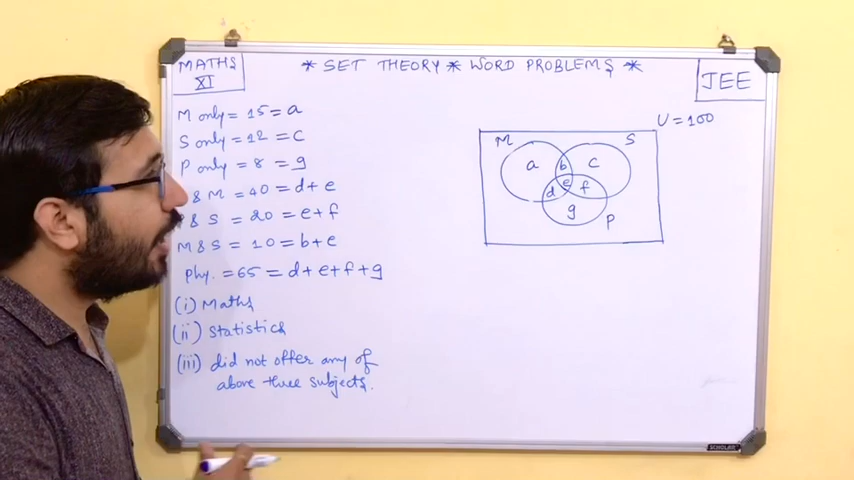 MATHS
XI
* SET THEORY * WORD PROBLEMS *
JEE
M only = 15 = a
S only = 12 = c
P only = 8 = g
& M = 40 = d + e
& S = 20 = e + f
M & S = 10 = b + e
Phy. = 65 = d + e + f + g
(i) Maths
(ii) Statistics
(iii) did not offer any of
above three subjects.
U = 100
M
S
a
b
c
e
d
f
g
P
SCHOLAR